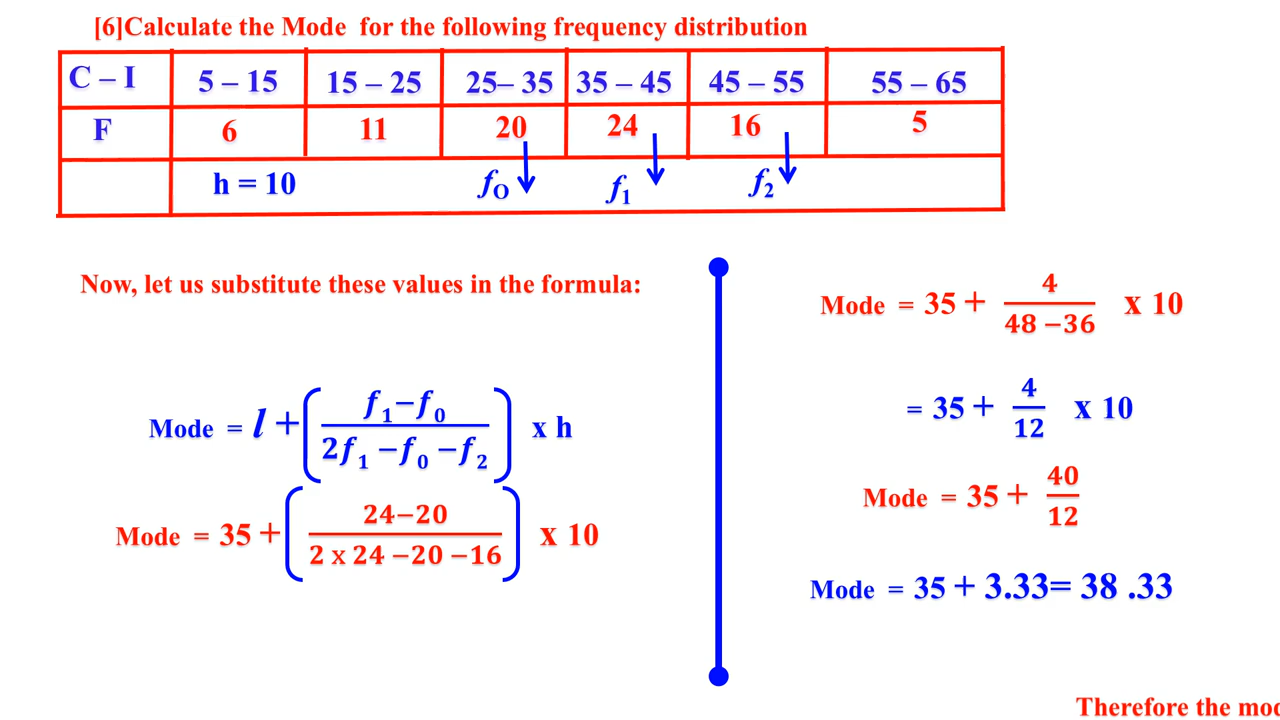 [6]Calculate the Mode for the following frequency distribution
C – I 5 – 15 15 – 25 25– 35 35 – 45 45 – 55 55 – 65
F 6 11 20 24 16 5
h = 10 fO f1 f2
Now, let us substitute these values in the formula:
Mode = l + ( f1−f0 / 2f1 −f0 −f2 ) x h
Mode = 35 + ( 24−20 / 2 x 24 −20 −16 ) x 10
Mode = 35 + 4 / 48 −36 x 10
= 35 + 4 / 12 x 10
Mode = 35 + 40 / 12
Mode = 35 + 3.33= 38 .33
Therefore the